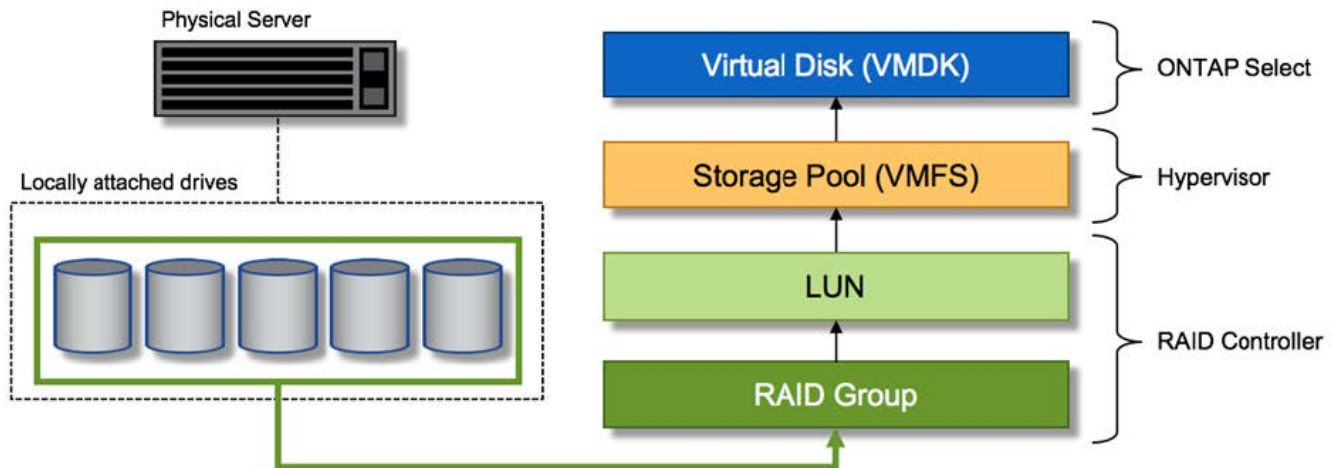 Physical Server
Locally attached drives
Virtual Disk (VMDK)
ONTAP Select
Storage Pool (VMFS)
Hypervisor
LUN
RAID Controller
RAID Group